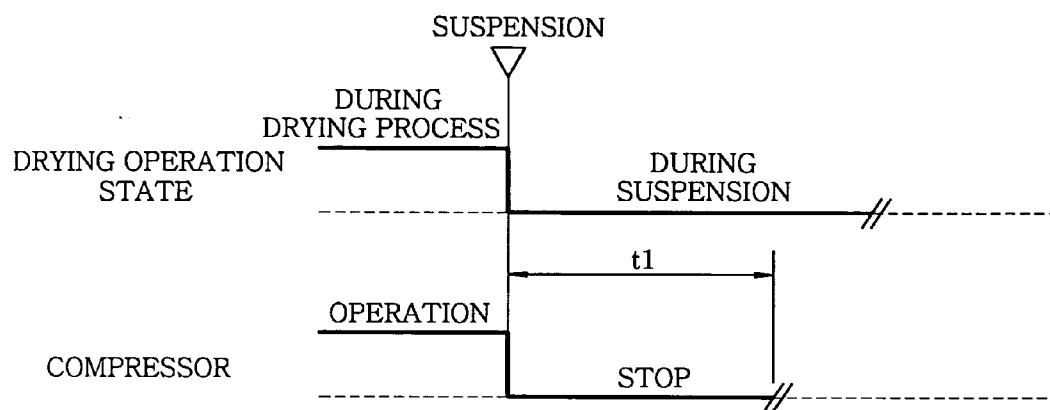 SUSPENSION
DURING
DRYING PROCESS
DRYING OPERATION
STATE
DURING
SUSPENSION
t1
OPERATION
COMPRESSOR
STOP